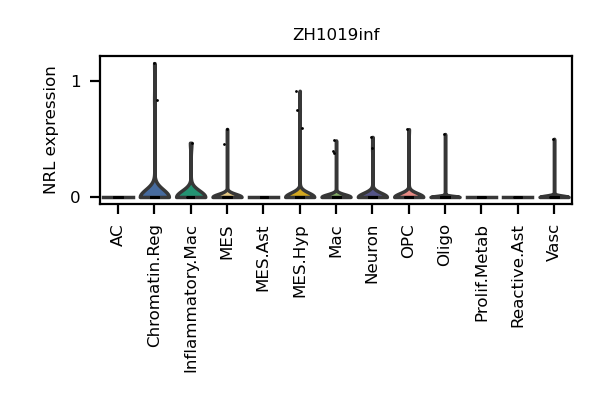 ZH1019inf
NRL expression
1
0
AC
Chromatin.Reg
Inflammatory.Mac
MES
MES.Ast
MES.Hyp
Mac
Neuron
OPC
Oligo
Prolif.Metab
Reactive.Ast
Vasc